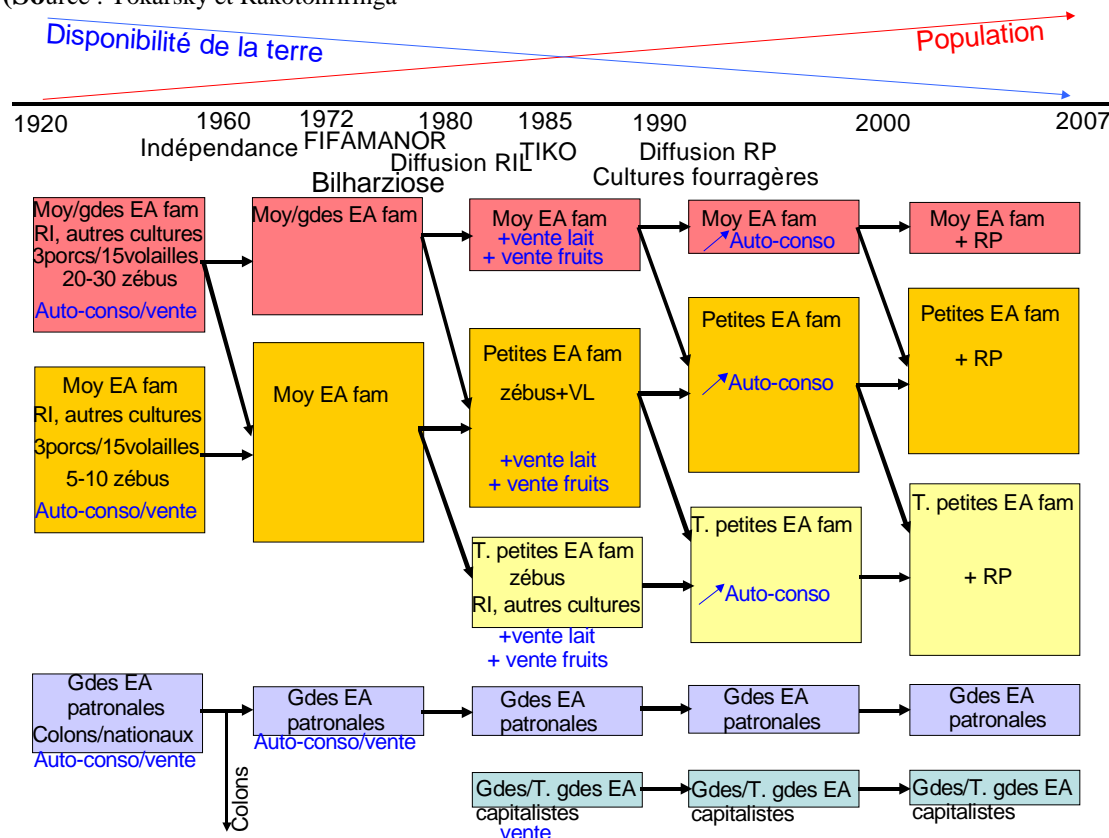 (Source : Tokarsky et Rakotonirifinga
Disponibilité de la terre
Population
1920
1960
1972
1980
1985
1990
2000
2007
Indépendance
FIFAMANOR
Bilharziose
Diffusion RIL
TIKO
Diffusion RP
Cultures fourragères
Moy/gdes EA fam
RI, autres cultures
3porcs/15volailles
20-30 zébus
Auto-conso/vente
Moy/gdes EA fam
Moy EA fam
+vente lait
+ vente fruits
Moy EA fam
Auto-conso
Moy EA fam
+ RP
Moy EA fam
RI, autres cultures
3porcs/15volailles
5-10 zébus
Auto-conso/vente
Moy EA fam
Petites EA fam
zébus+VL
+vente lait
+ vente fruits
Petites EA fam
Auto-conso
Petites EA fam
+ RP
T. petites EA fam
zébus
RI, autres cultures
+vente lait
+ vente fruits
T. petites EA fam
Auto-conso
T. petites EA fam
+ RP
Gdes EA
patronales
Colons/nationaux
Auto-conso/vente
Colons
Gdes EA
patronales
Auto-conso/vente
Gdes EA
patronales
Gdes EA
patronales
Gdes EA
patronales
Gdes/T. gdes EA
capitalistes
vente
Gdes/T. gdes EA
capitalistes
Gdes/T. gdes EA
capitalistes